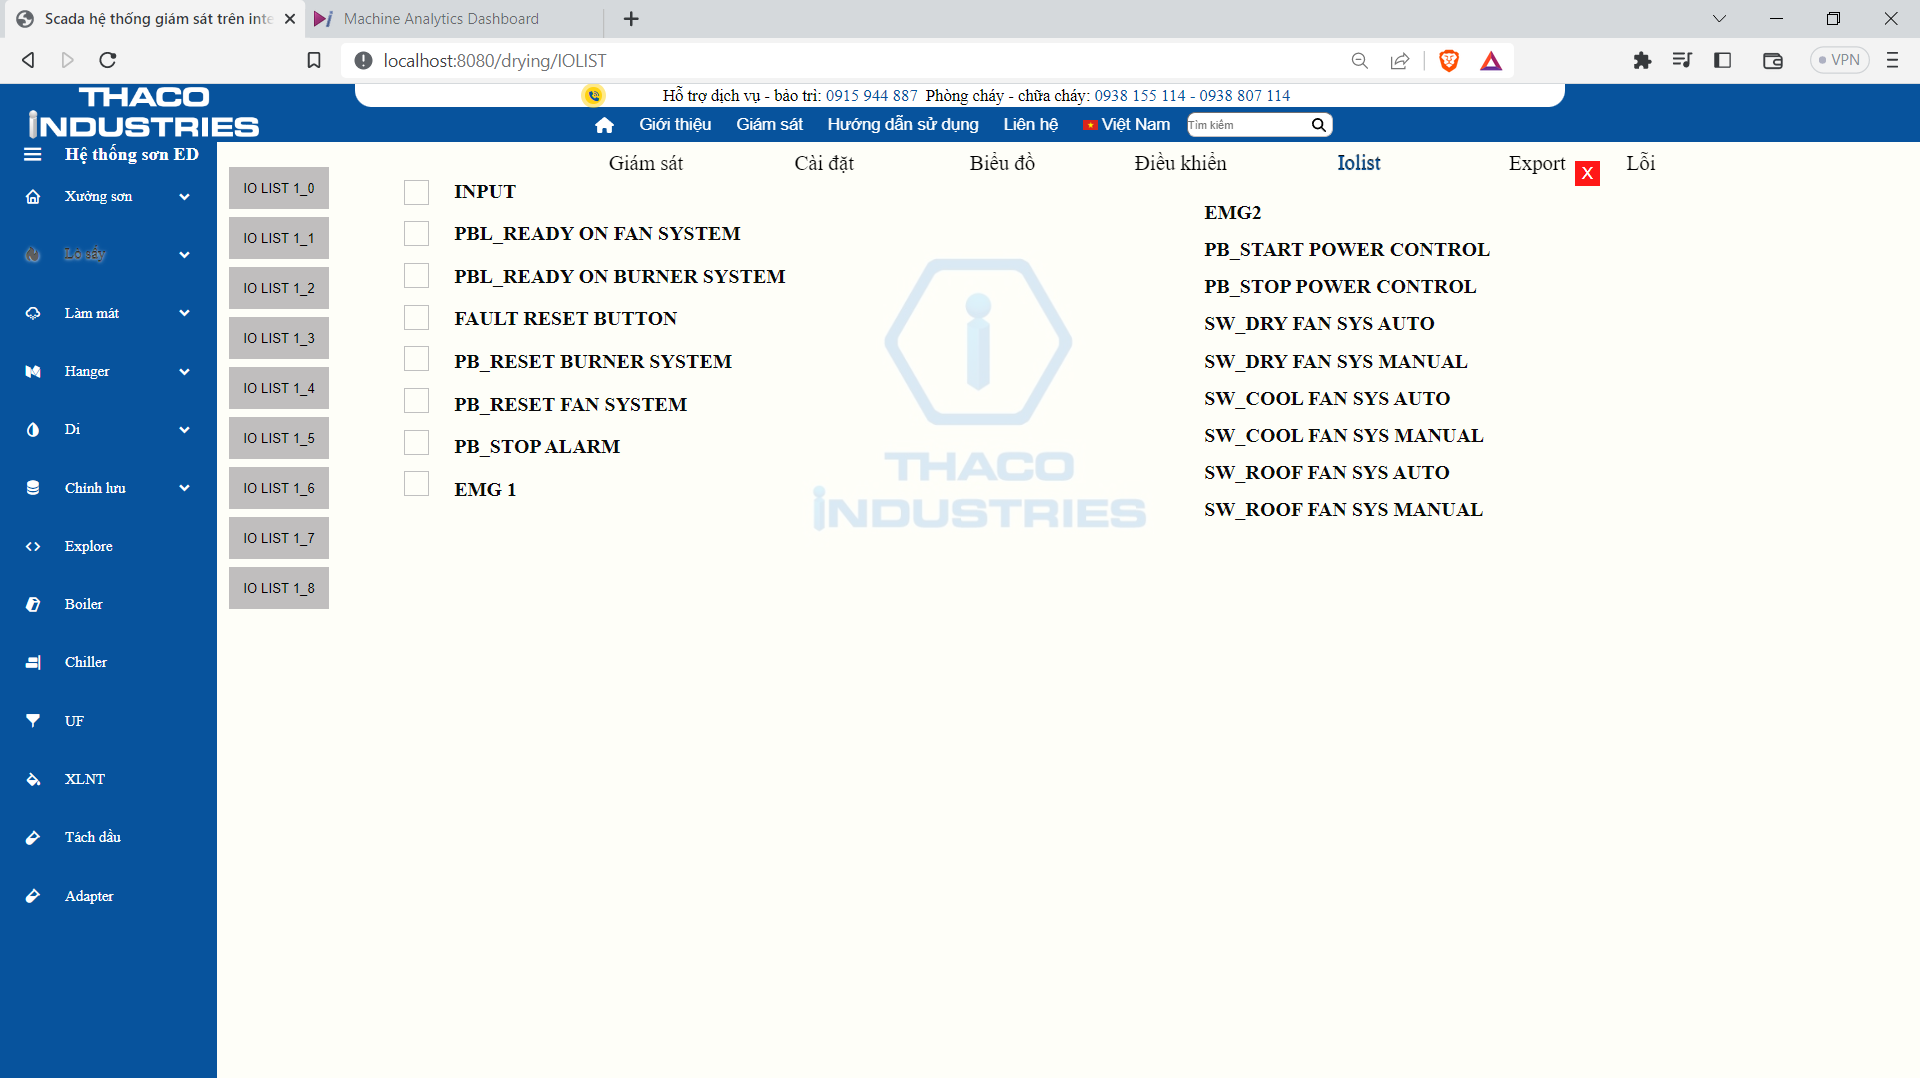 Scada hệ thống giám sát trên inte
Machine Analytics Dashboard
localhost:8080/drying/IOLIST
VPN
THACO
INDUSTRIES
Hỗ trợ dịch vụ - bảo trì: 0915 944 887 Phòng cháy - chữa cháy: 0938 155 114 - 0938 807 114
Giới thiệu
Giám sát
Hướng dẫn sử dụng
Liên hệ
Việt Nam
Tìm kiếm
Hệ thống sơn ED
Xưởng sơn
Lò sấy
Làm mát
Hanger
Di
Chỉnh lưu
Explore
Boiler
Chiller
UF
XLNT
Tách dầu
Adapter
Giám sát
Cài đặt
Biểu đồ
Điều khiển
Iolist
Export
X
Lỗi
IO LIST 1_0
IO LIST 1_1
IO LIST 1_2
IO LIST 1_3
IO LIST 1_4
IO LIST 1_5
IO LIST 1_6
IO LIST 1_7
IO LIST 1_8
INPUT
PBL_READY ON FAN SYSTEM
PBL_READY ON BURNER SYSTEM
FAULT RESET BUTTON
PB_RESET BURNER SYSTEM
PB_RESET FAN SYSTEM
PB_STOP ALARM
EMG 1
THACO
INDUSTRIES
EMG2
PB_START POWER CONTROL
PB_STOP POWER CONTROL
SW_DRY FAN SYS AUTO
SW_DRY FAN SYS MANUAL
SW_COOL FAN SYS AUTO
SW_COOL FAN SYS MANUAL
SW_ROOF FAN SYS AUTO
SW_ROOF FAN SYS MANUAL